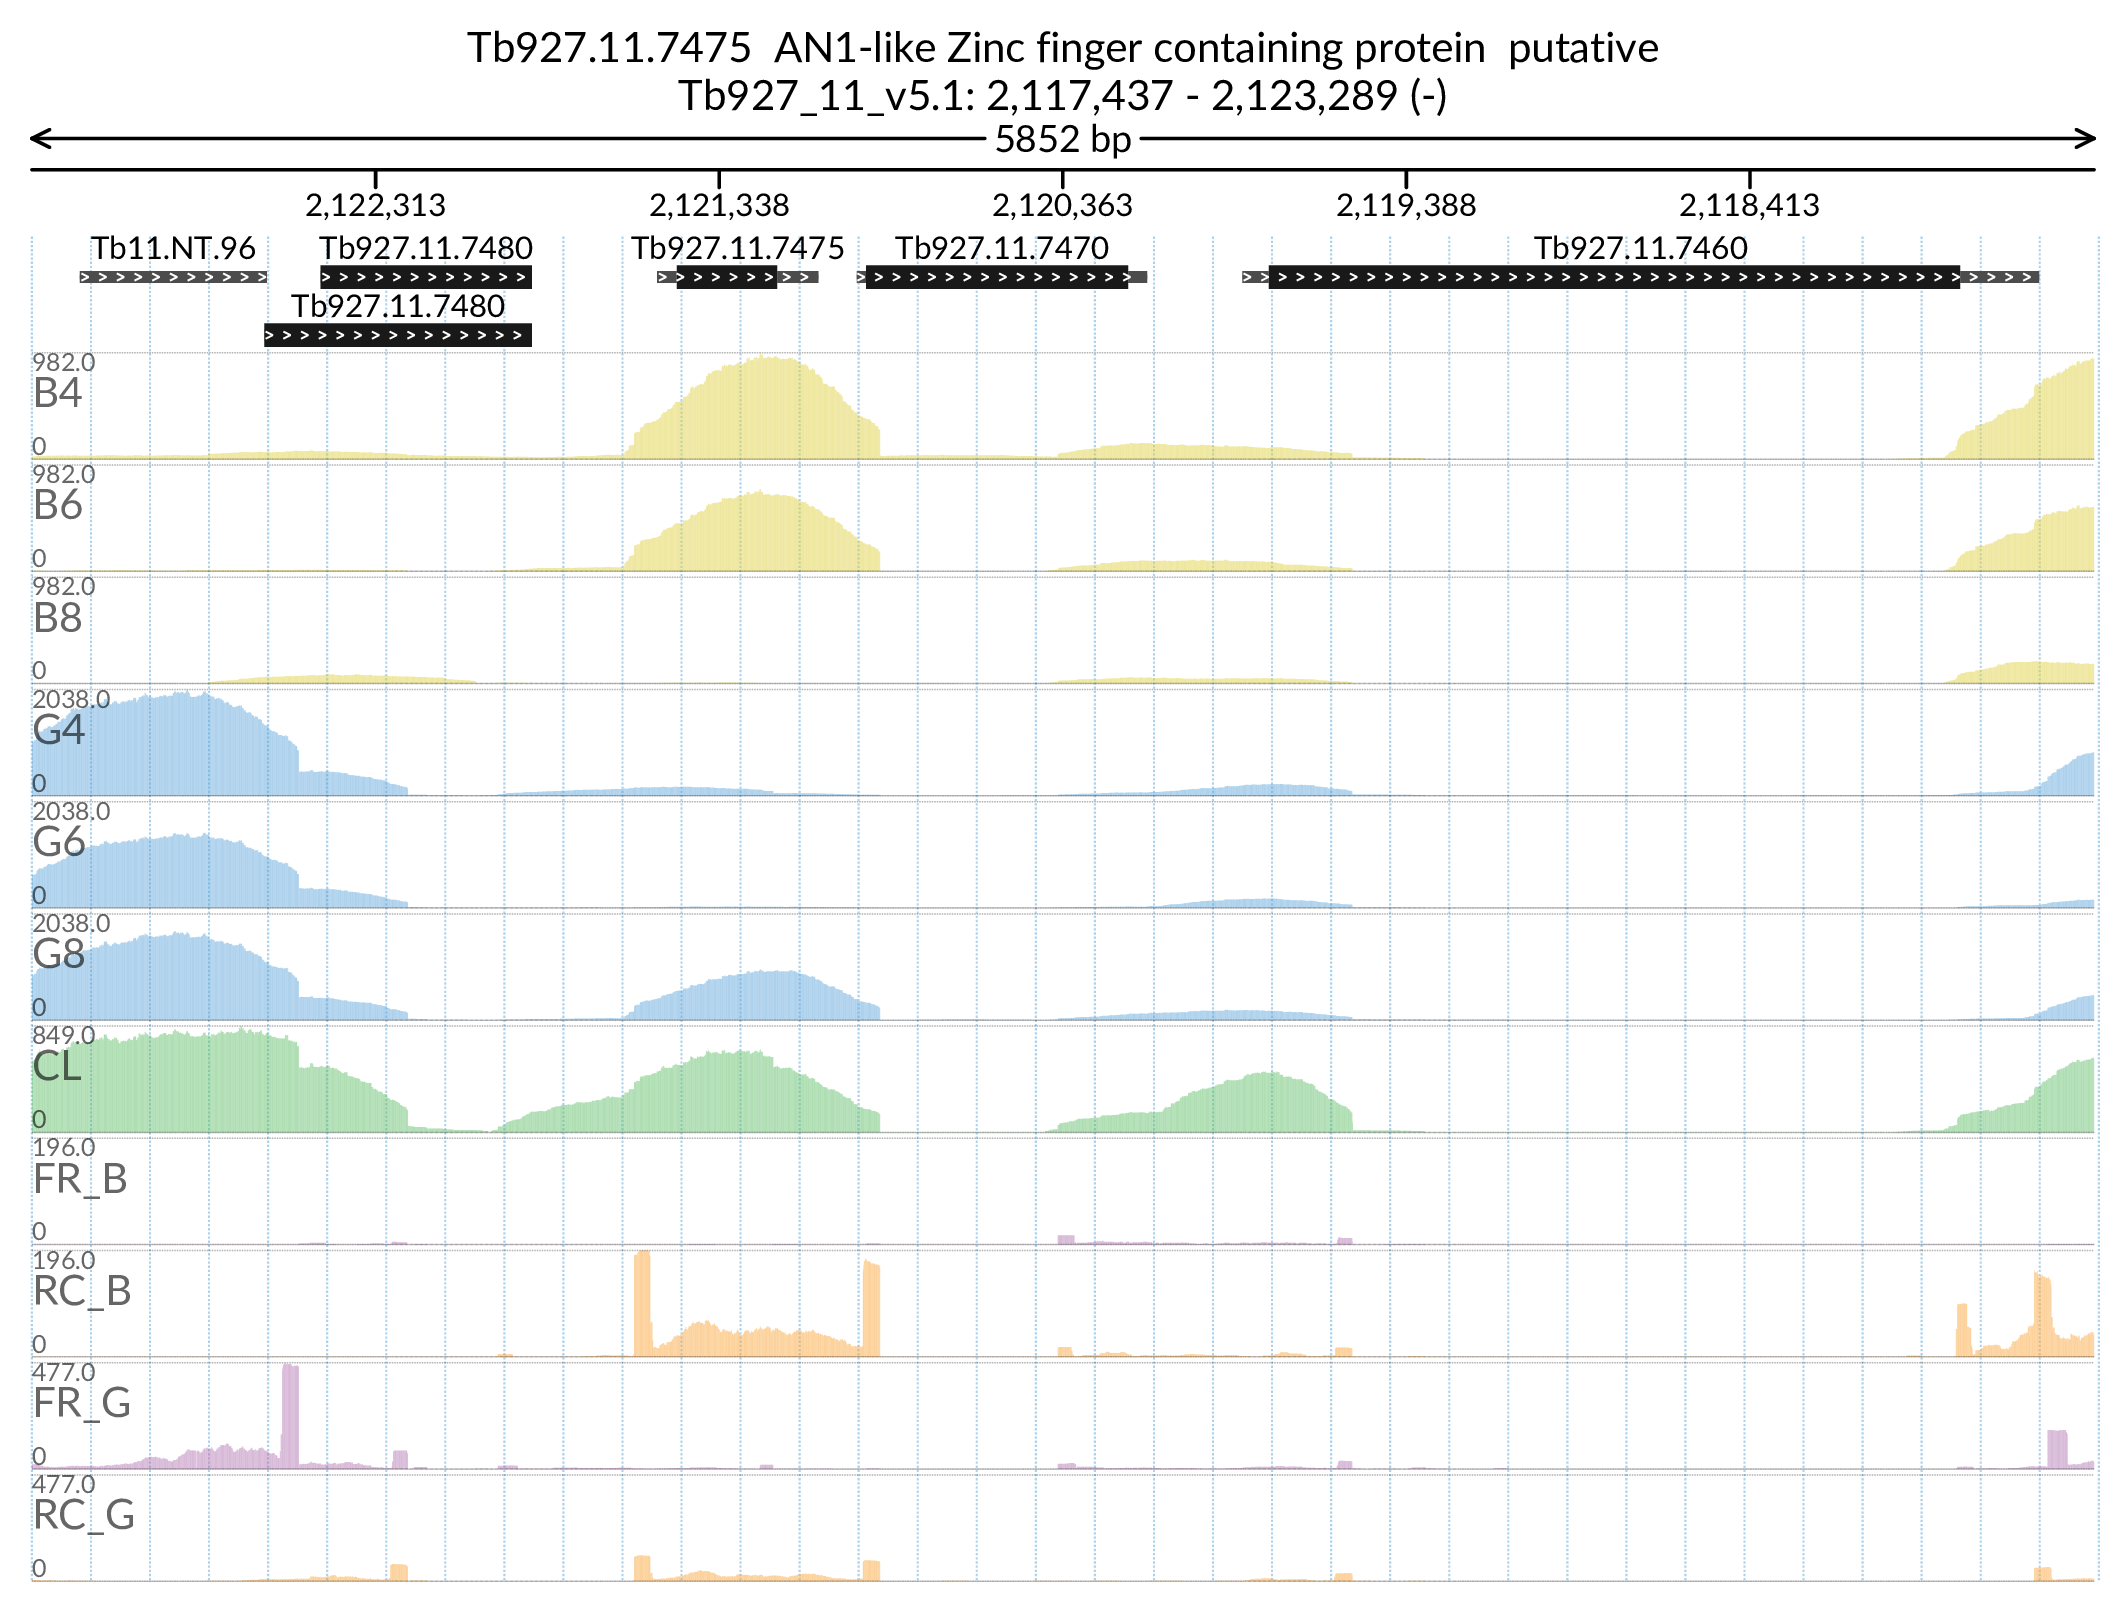 Tb927.11.7475  AN1-like Zinc finger containing protein  putative
Tb927_11_v5.1: 2,117,437 - 2,123,289 (-)
5852 bp
2,122,313 2,121,338 2,120,363 2,119,388 2,118,413
Tb11.NT.96 Tb927.11.7480 Tb927.11.7475 Tb927.11.7470 Tb927.11.7460
Tb927.11.7480
982.0
B4
0
982.0
B6
0
982.0
B8
0
2038.0
G4
0
2038.0
G6
0
2038.0
G8
0
849.0
CL
0
196.0
FR_B
0
196.0
RC_B
0
477.0
FR_G
0
477.0
RC_G
0